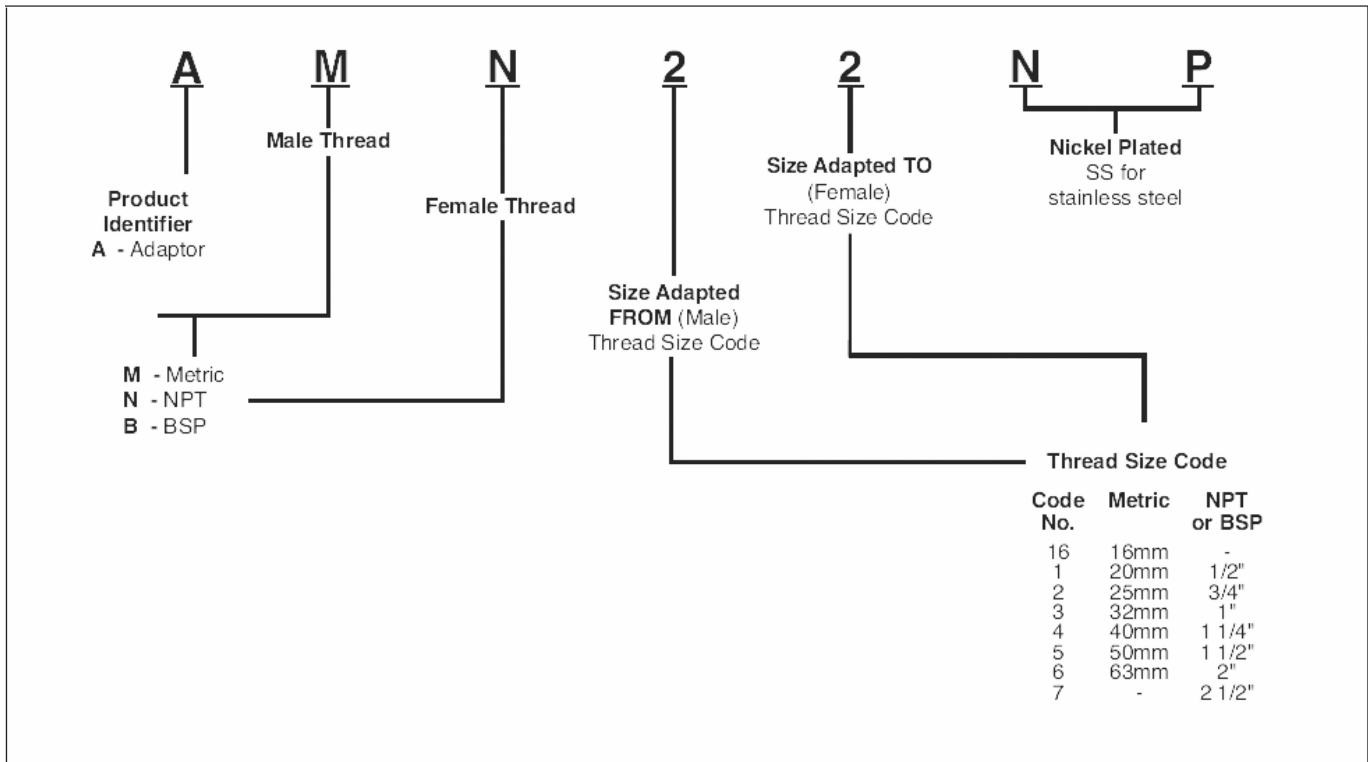 A M N 2 2 N P
Male Thread
Product
Identifier
A - Adaptor
Female Thread
Size Adapted TO
(Female)
Thread Size Code
Nickel Plated
SS for
stainless steel
Size Adapted
FROM (Male)
Thread Size Code
M - Metric
N - NPT
B - BSP
Thread Size Code
Code Metric NPT
No. or BSP
16 16mm -
1 20mm 1/2"
2 25mm 3/4"
3 32mm 1"
4 40mm 1 1/4"
5 50mm 1 1/2"
6 63mm 2"
7 - 2 1/2"